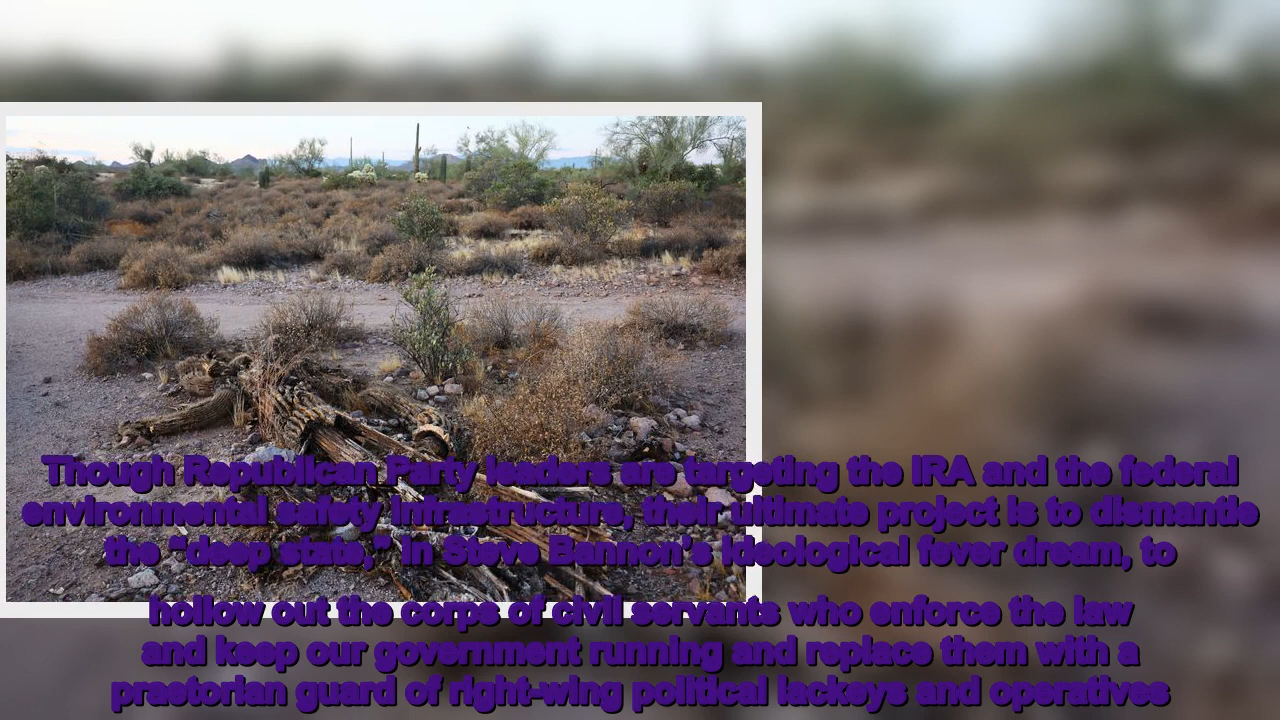 Though Republican Party leaders are targeting the IRA and the federal
environmental safety infrastructure, their ultimate project is to dismantle
the “deep state,” in Steve Bannon’s ideological fever dream, to
hollow out the corps of civil servants who enforce the law
and keep our government running and replace them with a
praetorian guard of right-wing political lackeys and operatives